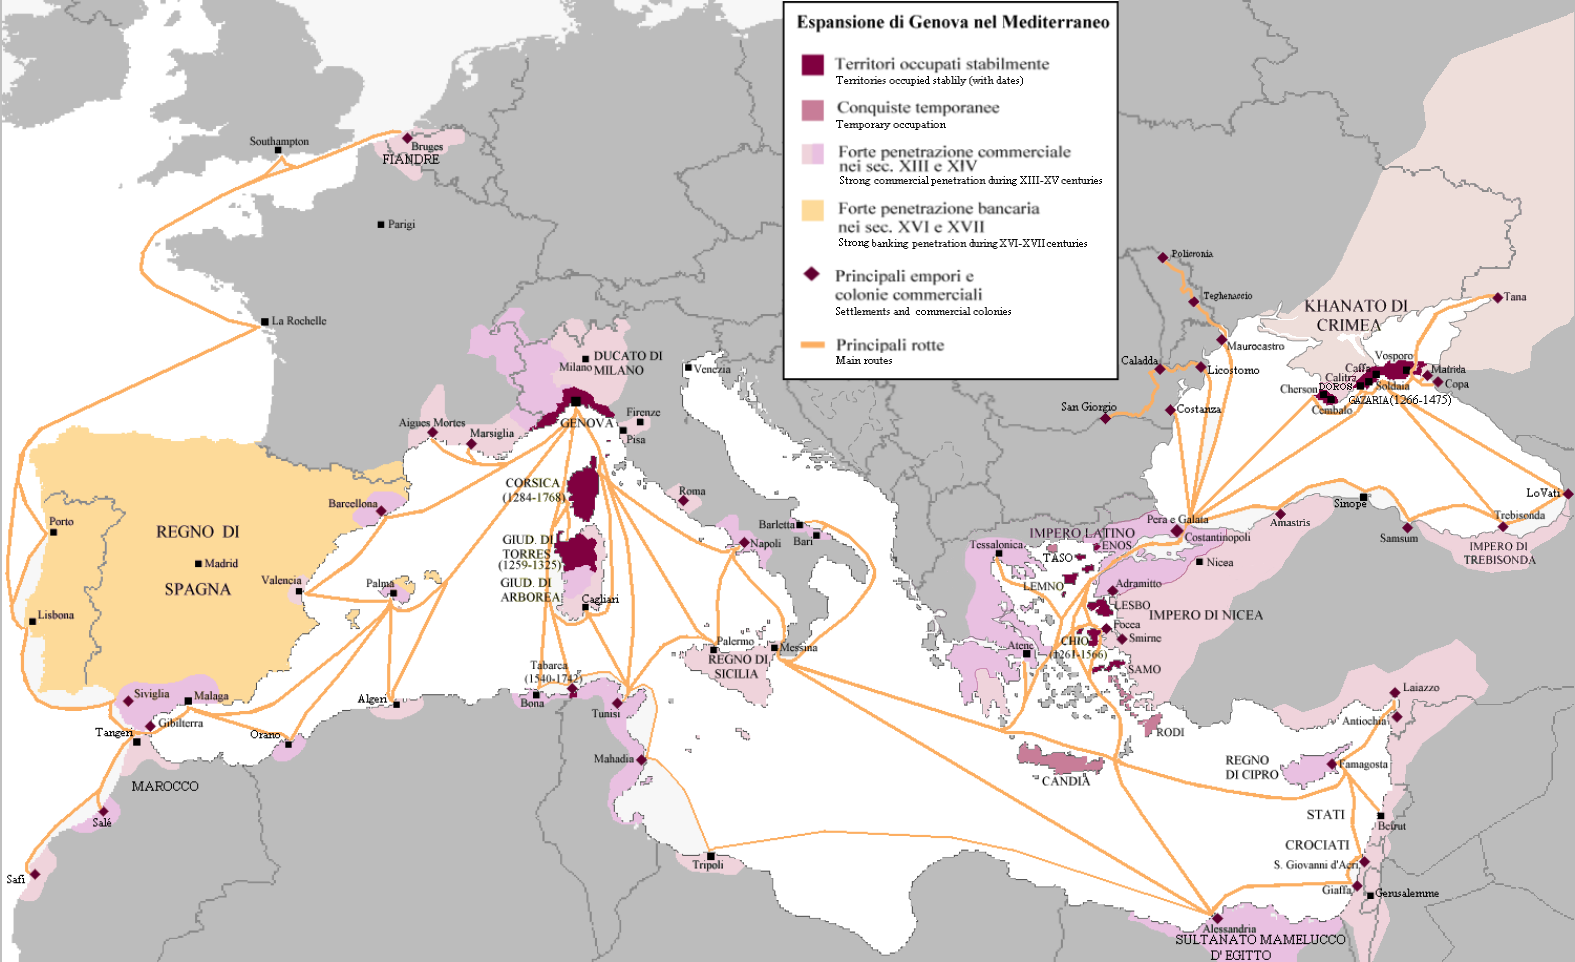 Espansione di Genova nel Mediterraneo
Territori occupati stabilmente
Territories occupied stablily (with dates)
Conquiste temporanee
Temporary occupation
Forte penetrazione commerciale
nei sec. XIII e XIV
Strong commercial penetration during XIII-XV centuries
Forte penetrazione bancaria
nei sec. XVI e XVII
Strong banking penetration during XVI-XVII centuries
Principali empori e
colonie commerciali
Settlements and commercial colonies
Principali rotte
Main routes
Southampton
Bruges
FIANDRE
Parigi
La Rochelle
Milano
DUCATO DI
MILANO
Venezia
GENOVA
Firenze
Pisa
Aigues Mortes
Marsiglia
CORSICA
(1284-1768)
Roma
Barletta
Bari
Napoli
GIUD. DI
TORRES
(1259-1325)
GIUD. DI
ARBOREA
Cagliari
Barcellona
Porto
REGNO DI
SPAGNA
Madrid
Valencia
Palma
Lisbona
Siviglia
Malaga
Gibilterra
Tangeri
MAROCCO
Salé
Safi
Orano
Algeri
Tabarca
(1540-1742)
Bona
Tunisi
Mahadia
Tripoli
Palermo
Messina
REGNO DI
SICILIA
Policronia
Teghenaccio
Maurocastro
Caladda
Licostomo
San Giorgio
Costanza
KHANATO DI
CRIMEA
Tana
Vosporo
Caffa
Calitra
Matrida
Copa
Soldaia
Cherson
DOROS
Cembalo
GAZARIA(1266-1475)
LoVati
Trebisonda
IMPERO DI
TREBISONDA
Samsum
Sinope
Amastris
Pera e Galata
Costantinopoli
IMPERO LATINO
ENOS
Tessalonica
TASO
Nicea
LEMNO
Adramitto
LESBO
IMPERO DI NICEA
Focea
Smirne
CHIO
(1261-1566)
Atene
SAMO
RODI
CANDIA
Laiazzo
Antiochia
REGNO
DI CIPRO
Famagosta
STATI
CROCIATI
Beirut
S. Giovanni d'Acri
Giaffa
Gerusalemme
Alessandria
SULTANATO MAMELUCCO
D'EGITTO